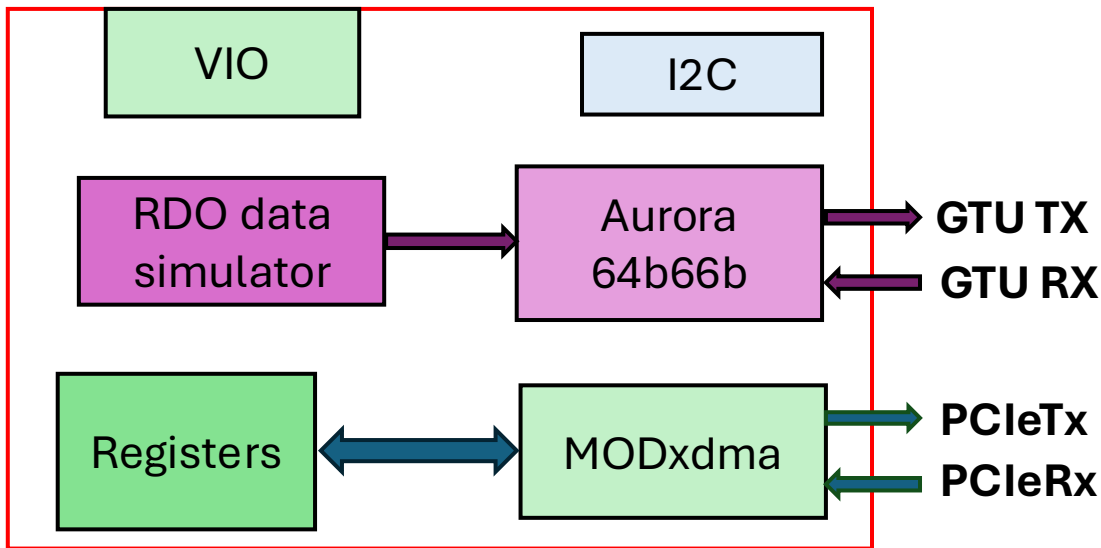 VIO
I2C
RDO data
simulator
Aurora
64b66b
GTU TX
GTU RX
Registers
MODxdma
PCIeTx
PCIeRx